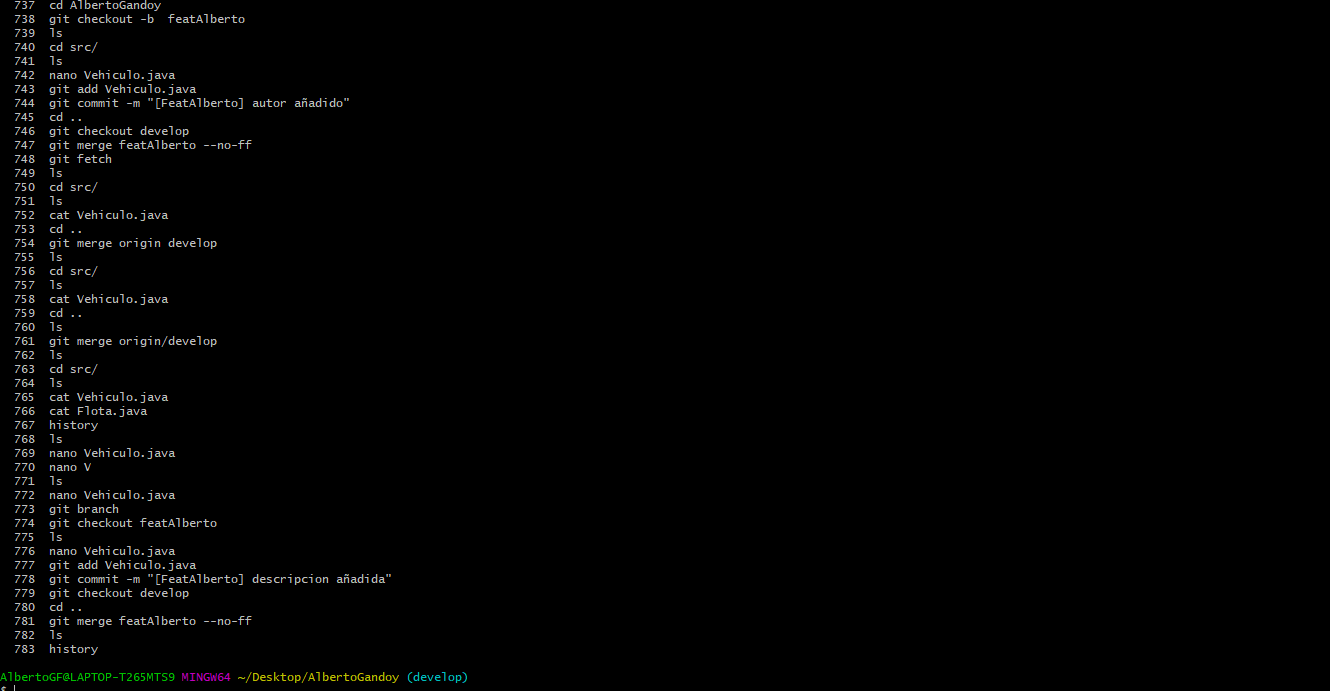 737 cd AlbertoGandoy
738 git checkout -b  featAlberto
739 ls
740 cd src/
741 ls
742 nano Vehiculo.java
743 git add Vehiculo.java
744 git commit -m "[FeatAlberto] autor añadido"
745 cd ..
746 git checkout develop
747 git merge featAlberto --no-ff
748 git fetch
749 ls
750 cd src/
751 ls
752 cat Vehiculo.java
753 cd ..
754 git merge origin develop
755 ls
756 cd src/
757 ls
758 cat Vehiculo.java
759 cd ..
760 ls
761 git merge origin/develop
762 ls
763 cd src/
764 ls
765 cat Vehiculo.java
766 cat Flota.java
767 history
768 ls
769 nano Vehiculo.java
770 nano V
771 ls
772 nano Vehiculo.java
773 git branch
774 git checkout featAlberto
775 ls
776 nano Vehiculo.java
777 git add Vehiculo.java
778 git commit -m "[FeatAlberto] descripcion añadida"
779 git checkout develop
780 cd ..
781 git merge featAlberto --no-ff
782 ls
783 history
AlbertoGF@LAPTOP-T265MTS9 MINGW64 ~/Desktop/AlbertoGandoy (develop)
$